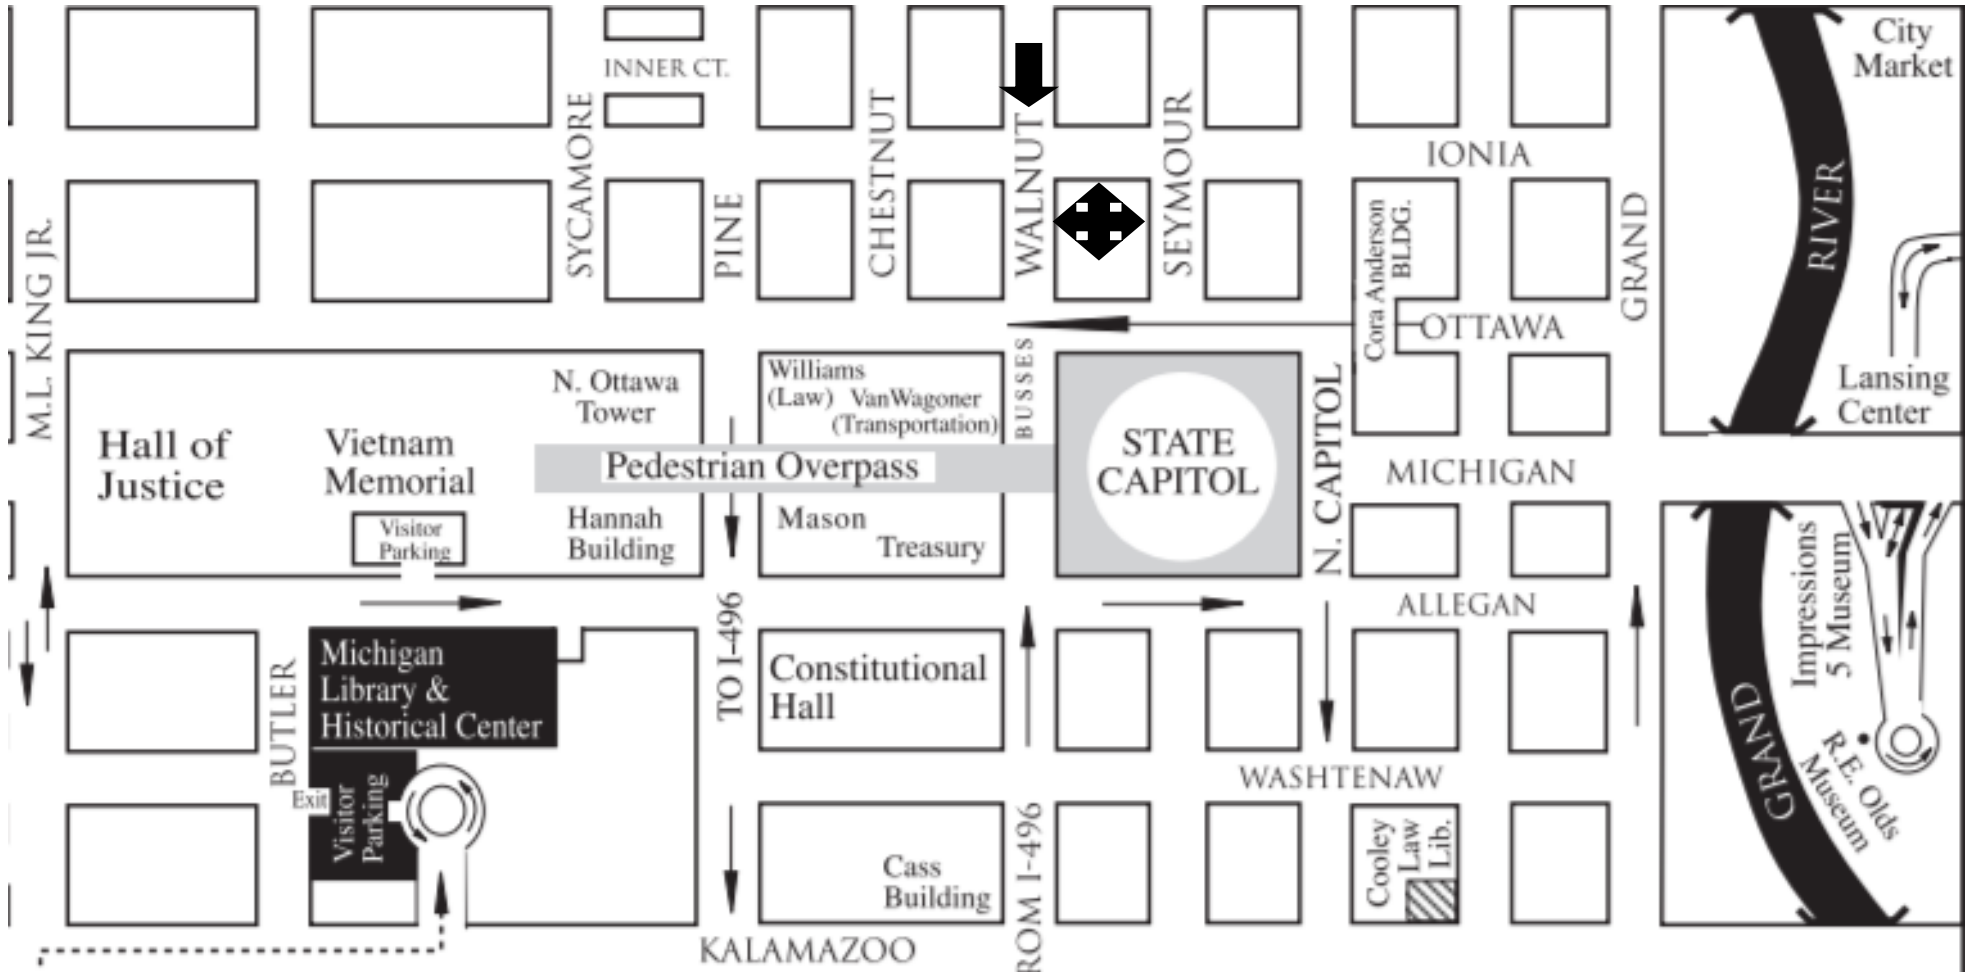 INNER CT.
City
Market
SYCAMORE
CHESTNUT
WALNUT
SEYMOUR
IONIA
M.L. KING JR.
PINE
Cora Anderson
BLDG.
GRAND
RIVER
OTTAWA
BUSSES
Williams
(Law)
VanWagoner
(Transportation)
N. Ottawa
Tower
Lansing
Center
Hall of
Justice
Vietnam
Memorial
Pedestrian Overpass
STATE
CAPITOL
N. CAPITOL
MICHIGAN
Visitor
Parking
Hannah
Building
Mason
Treasury
Impressions
5 Museum
ALLEGAN
TO I-496
BUTLER
Michigan
Library &
Historical Center
Constitutional
Hall
WASHTENAW
GRAND
R.E. Olds
Museum
Exit
Visitor
Parking
Cass
Building
ROM I-496
Cooley
Law
Lib.
KALAMAZOO